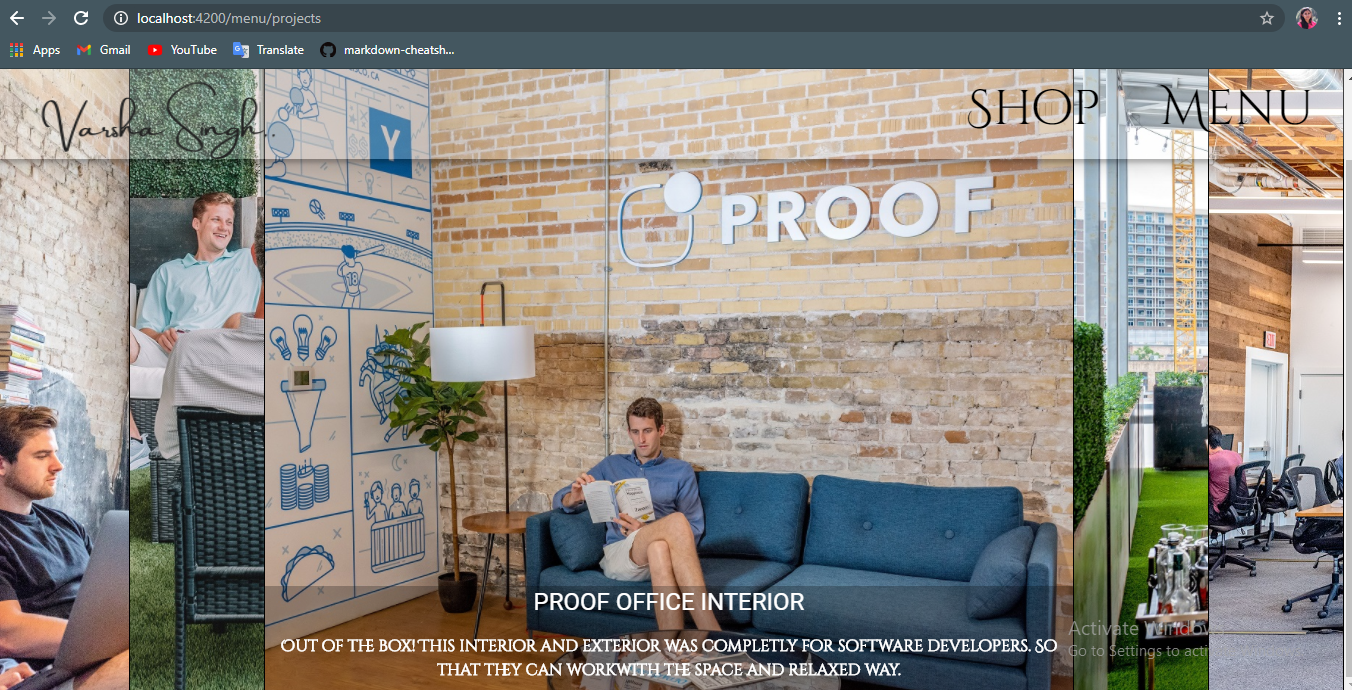 localhost:4200/menu/projects
Apps Gmail YouTube Translate markdown-cheatsh...
Varsha Singh
SHOP MENU
Y
PROOF
18
PROOF OFFICE INTERIOR
OUT OF THE BOX! THIS INTERIOR AND EXTERIOR WAS COMPLETLY FOR SOFTWARE DEVELOPERS. SO
THAT THEY CAN WORKWITH THE SPACE AND RELAXED WAY.
Activate Windo
Go to Settings to acti